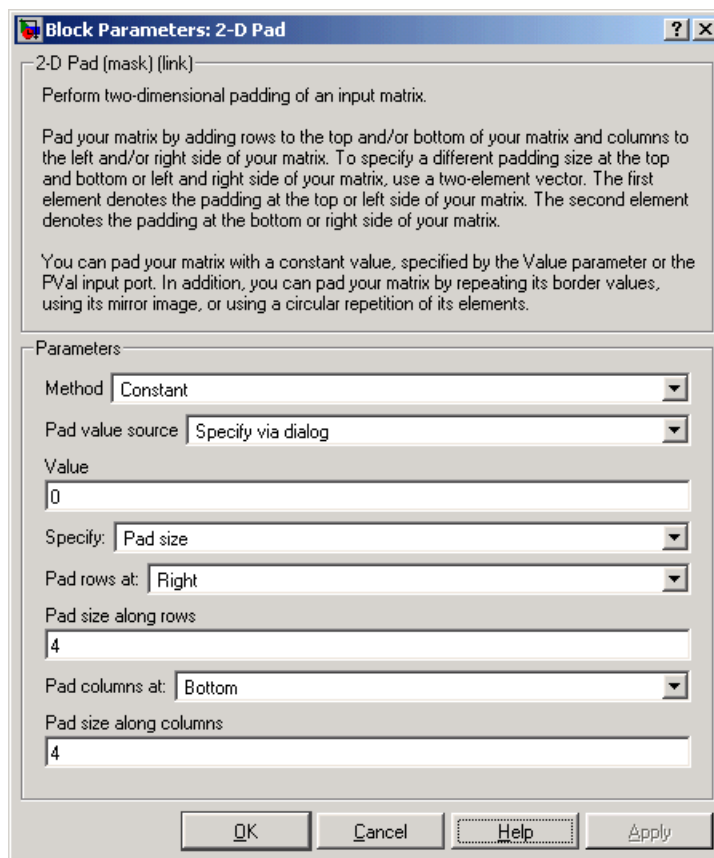 Block Parameters: 2-D Pad
2-D Pad (mask) (link)
Perform two-dimensional padding of an input matrix.
Pad your matrix by adding rows to the top and/or bottom of your matrix and columns to
the left and/or right side of your matrix. To specify a different padding size at the top
and bottom or left and right side of your matrix, use a two-element vector. The first
element denotes the padding at the top or left side of your matrix. The second element
denotes the padding at the bottom or right side of your matrix.
You can pad your matrix with a constant value, specified by the Value parameter or the
PVal input port. In addition, you can pad your matrix by repeating its border values,
using its mirror image, or using a circular repetition of its elements.
Parameters
Method Constant
Pad value source Specify via dialog
Value
0
Specify: Pad size
Pad rows at: Right
Pad size along rows
4
Pad columns at: Bottom
Pad size along columns
4
OK Cancel Help Apply